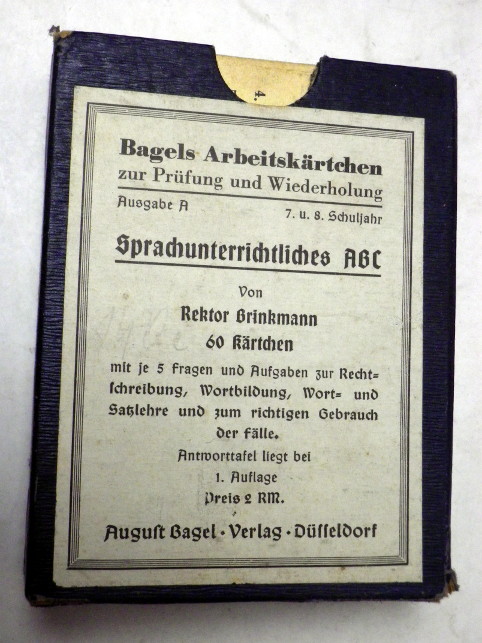 4.
Bagels Arbeitskärtchen
zur Prüfung und Wiederholung
Ausgabe A
7. u. 8. Schuljahr
Sprachunterrichtliches ABC
Von
Rektor Brinkmann
60 Kärtchen
mit je 5 Fragen und Aufgaben zur Recht-
schreibung, Wortbildung, Wort- und
Satzlehre und zum richtigen Gebrauch
der Fälle.
Antworttafel liegt bei
1. Auflage
Preis 2 RM.
August Bagel · Verlag · Düsseldorf